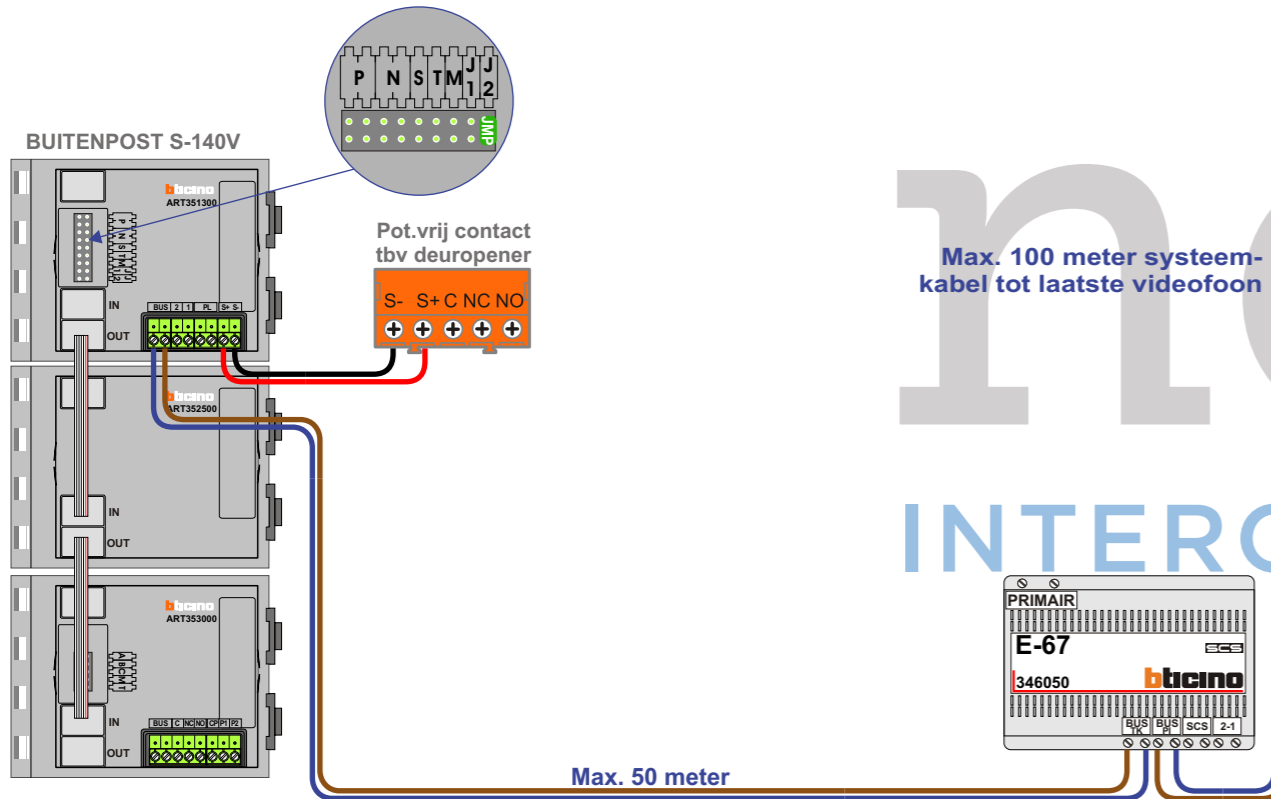 P N S T M J1 J2
JMP
BUITENPOST S-140V
bticino
ART351300
P N S T M J1 J2
IN
OUT
BUS 2 1 PL S+ S-
Pot.vrij contact
tbv deuropener
S- S+ C NC NO
Max. 100 meter systeem-
kabel tot laatste videofoon
bticino
ART352500
IN
OUT
INTERC
bticino
ART353000
A B C M T
IN
OUT
BUS C NC NO CP P1 P2
PRIMAIR
E-67
SCS
346050
bticino
BUS TK BUS PI SCS 2-1
Max. 50 meter